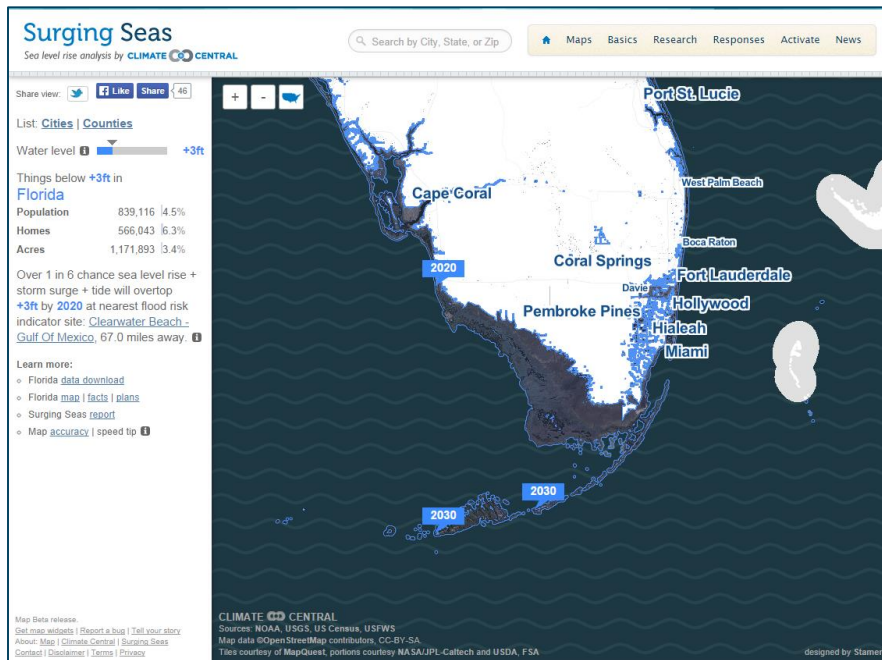 Surging Seas
Sea level rise analysis by CLIMATE CENTRAL
Search by City, State, or Zip
Maps Basics Research Responses Activate News
Share view: Like Share 46
List: Cities | Counties
Water level +3ft
Things below +3ft in
Florida
Population 839,116 4.5%
Homes 566,043 6.3%
Acres 1,171,893 3.4%
Over 1 in 6 chance sea level rise +
storm surge + tide will overtop
+3ft by 2020 at nearest flood risk
indicator site: Clearwater Beach -
Gulf Of Mexico, 67.0 miles away.
Learn more:
Florida data download
Florida map | facts | plans
Surging Seas report
Map accuracy | speed tip
Map Beta release.
Get map widgets | Report a bug | Tell your story
About: Map | Climate Central | Surging Seas
Contact | Disclaimer | Terms | Privacy
+ -
Port St. Lucie
West Palm Beach
Cape Coral
Boca Raton
Coral Springs
2020
Fort Lauderdale
Davie
Pembroke Pines
Hollywood
Hialeah
Miami
2030
2030
CLIMATE CENTRAL
Sources: NOAA, USGS, US Census, USFWS
Map data ©OpenStreetMap contributors, CC-BY-SA.
Tiles courtesy of MapQuest, portions courtesy NASA/JPL-Caltech and USDA, FSA
designed by Stamen